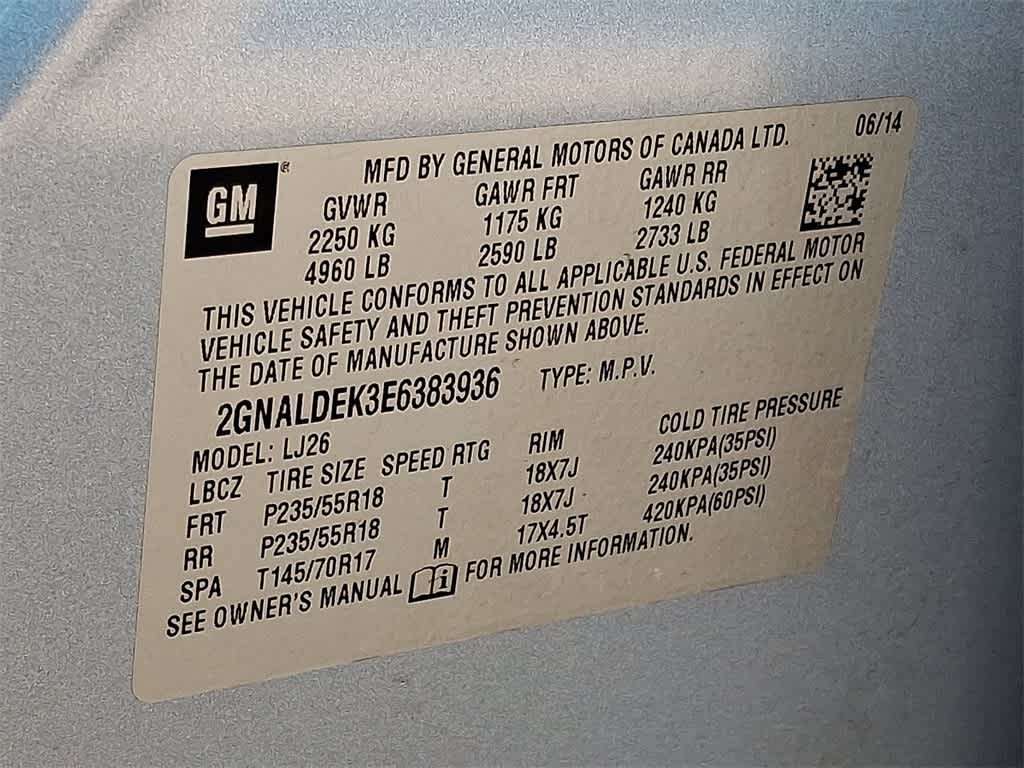 06/14
MFD BY GENERAL MOTORS OF CANADA LTD.
GM ®
GVWR GAWR FRT GAWR RR
2250 KG 1175 KG 1240 KG
4960 LB 2590 LB 2733 LB
THIS VEHICLE CONFORMS TO ALL APPLICABLE U.S. FEDERAL MOTOR
VEHICLE SAFETY AND THEFT PREVENTION STANDARDS IN EFFECT ON
THE DATE OF MANUFACTURE SHOWN ABOVE.
2GNALDEK3E6383936 TYPE: M.P.V.
MODEL: LJ26
LBCZ TIRE SIZE SPEED RTG RIM COLD TIRE PRESSURE
FRT P235/55R18 T 18X7J 240KPA(35PSI)
RR P235/55R18 T 18X7J 240KPA(35PSI)
SPA T145/70R17 M 17X4.5T 420KPA(60PSI)
SEE OWNER'S MANUAL FOR MORE INFORMATION.